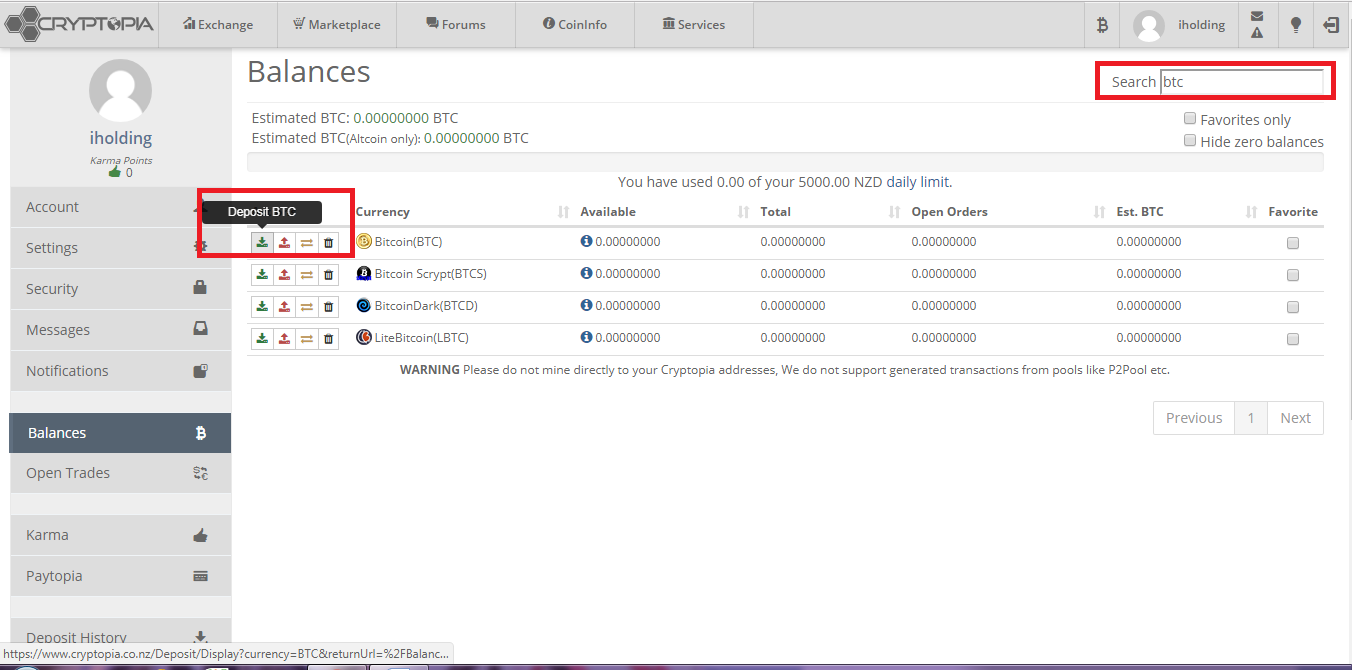 CRYPTOPIA Exchange Marketplace Forums CoinInfo Services iholding
iholding
Karma Points
0
Account
Settings
Security
Messages
Notifications
Balances
Open Trades
Karma
Paytopia
Deposit History
Balances
Search btc
Estimated BTC: 0.00000000 BTC
Estimated BTC(Altcoin only): 0.00000000 BTC
Favorites only
Hide zero balances
You have used 0.00 of your 5000.00 NZD daily limit.
Deposit BTC
Currency Available Total Open Orders Est. BTC Favorite
Bitcoin(BTC) 0.00000000 0.00000000 0.00000000 0.00000000
Bitcoin Scrypt(BTCS) 0.00000000 0.00000000 0.00000000 0.00000000
BitcoinDark(BTCD) 0.00000000 0.00000000 0.00000000 0.00000000
LiteBitcoin(LBTC) 0.00000000 0.00000000 0.00000000 0.00000000
WARNING Please do not mine directly to your Cryptopia addresses, We do not support generated transactions from pools like P2Pool etc.
Previous 1 Next
https://www.cryptopia.co.nz/Deposit/Display?currency=BTC&returnUrl=%2FBalanc...